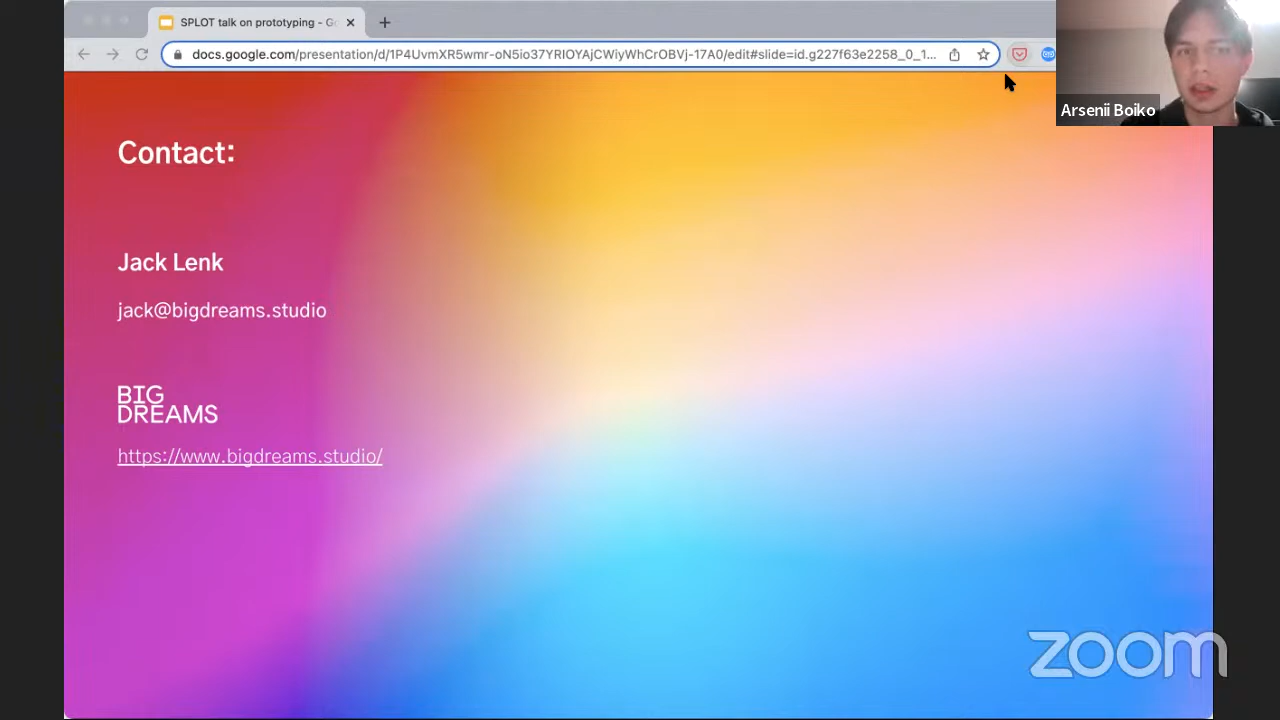 SPLOT talk on prototyping - Go
docs.google.com/presentation/d/1P4UvmXR5wmr-oN5io37YRIOYAjCWiyWhCrOBVj-17A0/edit#slide=id.g227f63e2258_0_1...
Arsenii Boiko
Contact:
Jack Lenk
jack@bigdreams.studio
BIG
DREAMS
https://www.bigdreams.studio/
zoom